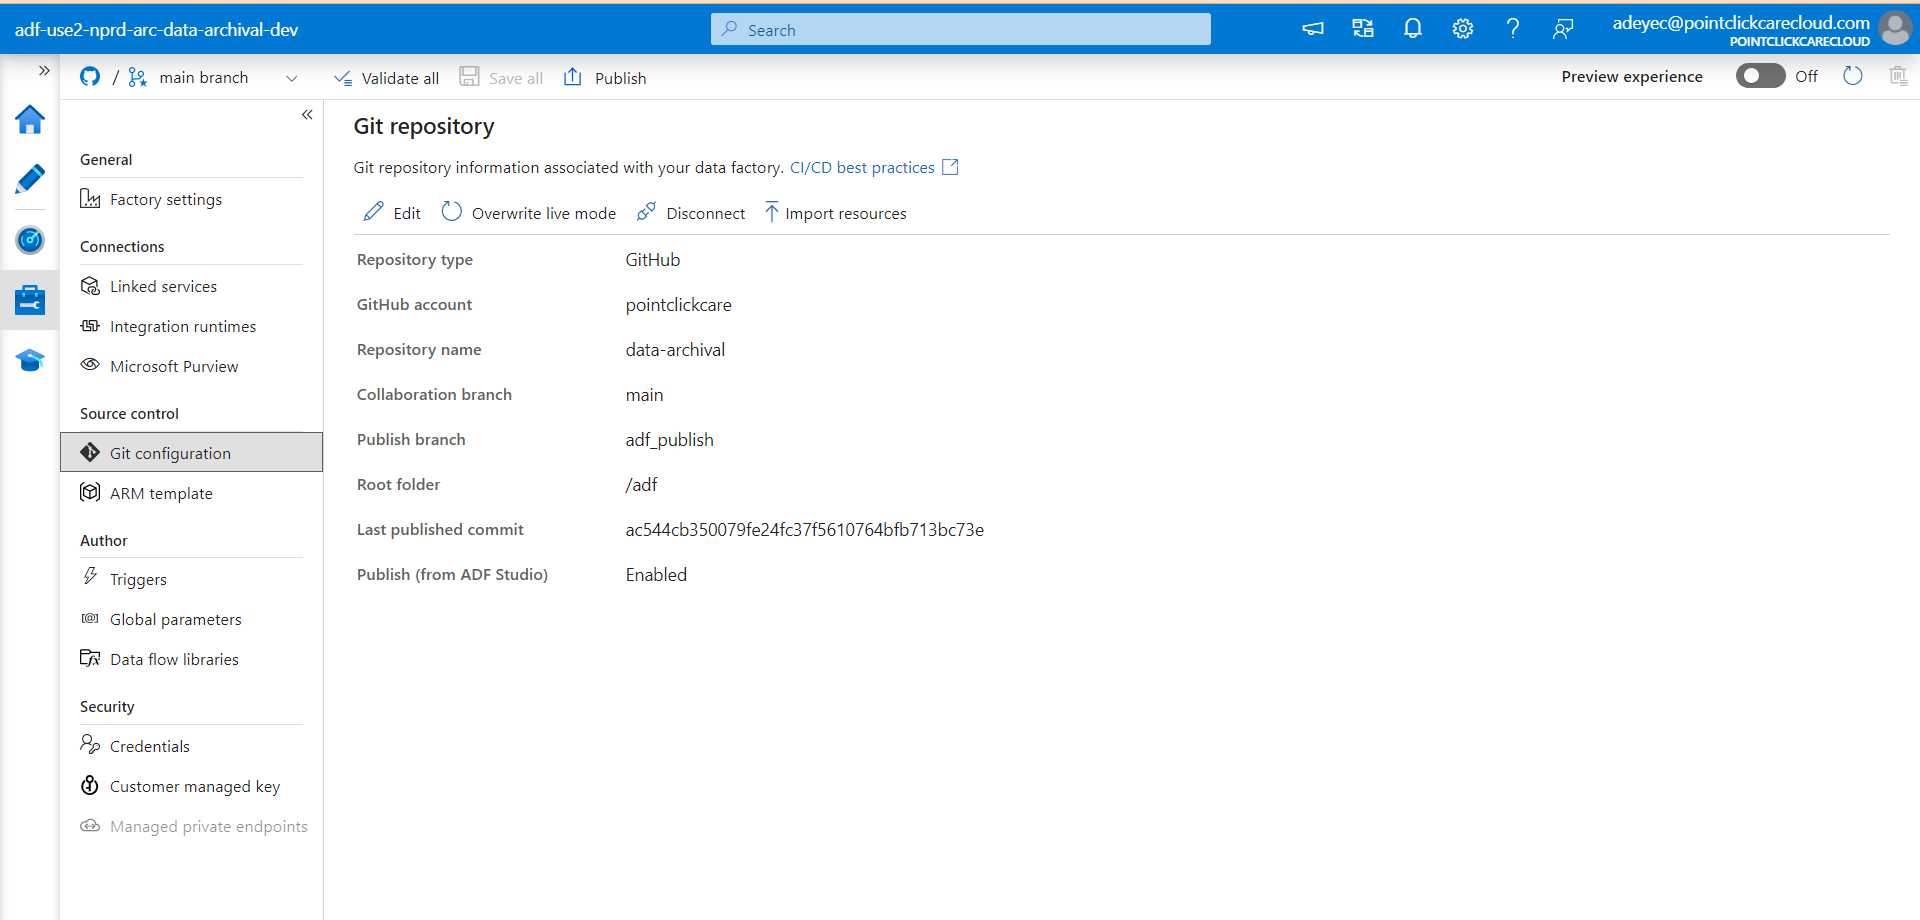 adf-use2-nprd-arc-data-archival-dev
Search
adeyec@pointclickcarecloud.com
POINTCLICKCARECLOUD
/ main branch
Validate all
Save all
Publish
Preview experience
Off
General
Factory settings
Connections
Linked services
Integration runtimes
Microsoft Purview
Source control
Git configuration
ARM template
Author
Triggers
Global parameters
Data flow libraries
Security
Credentials
Customer managed key
Managed private endpoints
Git repository
Git repository information associated with your data factory. CI/CD best practices
Edit
Overwrite live mode
Disconnect
Import resources
Repository type GitHub
GitHub account pointclickcare
Repository name data-archival
Collaboration branch main
Publish branch adf_publish
Root folder /adf
Last published commit ac544cb350079fe24fc37f5610764bfb713bc73e
Publish (from ADF Studio) Enabled